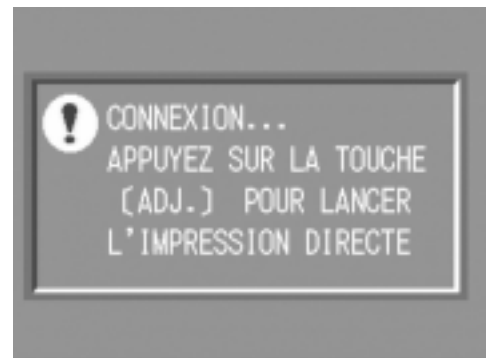 CONNEXION...
APPUYEZ SUR LA TOUCHE
(ADJ.) POUR LANCER
L'IMPRESSION DIRECTE